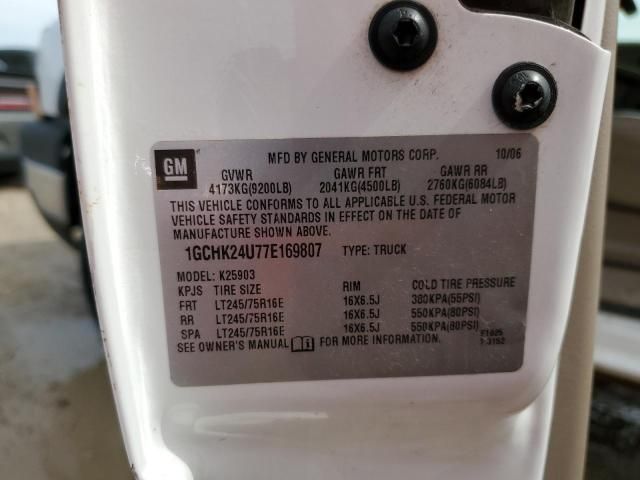 GM
MFD BY GENERAL MOTORS CORP. 10/06
GVWR GAWR FRT GAWR RR
4173KG(9200LB) 2041KG(4500LB) 2760KG(6084LB)
THIS VEHICLE CONFORMS TO ALL APPLICABLE U.S. FEDERAL MOTOR
VEHICLE SAFETY STANDARDS IN EFFECT ON THE DATE OF
MANUFACTURE SHOWN ABOVE.
1GCHK24U77E169807 TYPE: TRUCK
MODEL: K25903
KPJS TIRE SIZE RIM COLD TIRE PRESSURE
FRT LT245/75R16E 16X6.5J 380KPA(55PSI)
RR LT245/75R16E 16X6.5J 550KPA(80PSI)
SPA LT245/75R16E 16X6.5J 550KPA(80PSI)
SEE OWNER'S MANUAL FOR MORE INFORMATION.